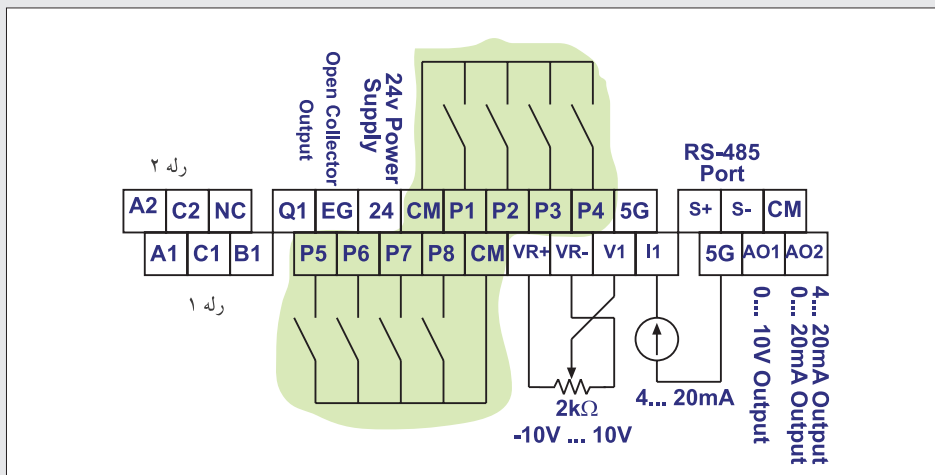 Open Collector
Output
24v Power
Supply
RS-485
Port
رله ۲
A2 C2 NC
Q1 EG 24 CM P1 P2 P3 P4 5G
S+ S- CM
A1 C1 B1
P5 P6 P7 P8 CM VR+ VR- V1 I1
5G AO1 AO2
رله ۱
2kΩ
-10V ... 10V
4... 20mA
0... 10V Output
0... 20mA Output
4... 20mA Output